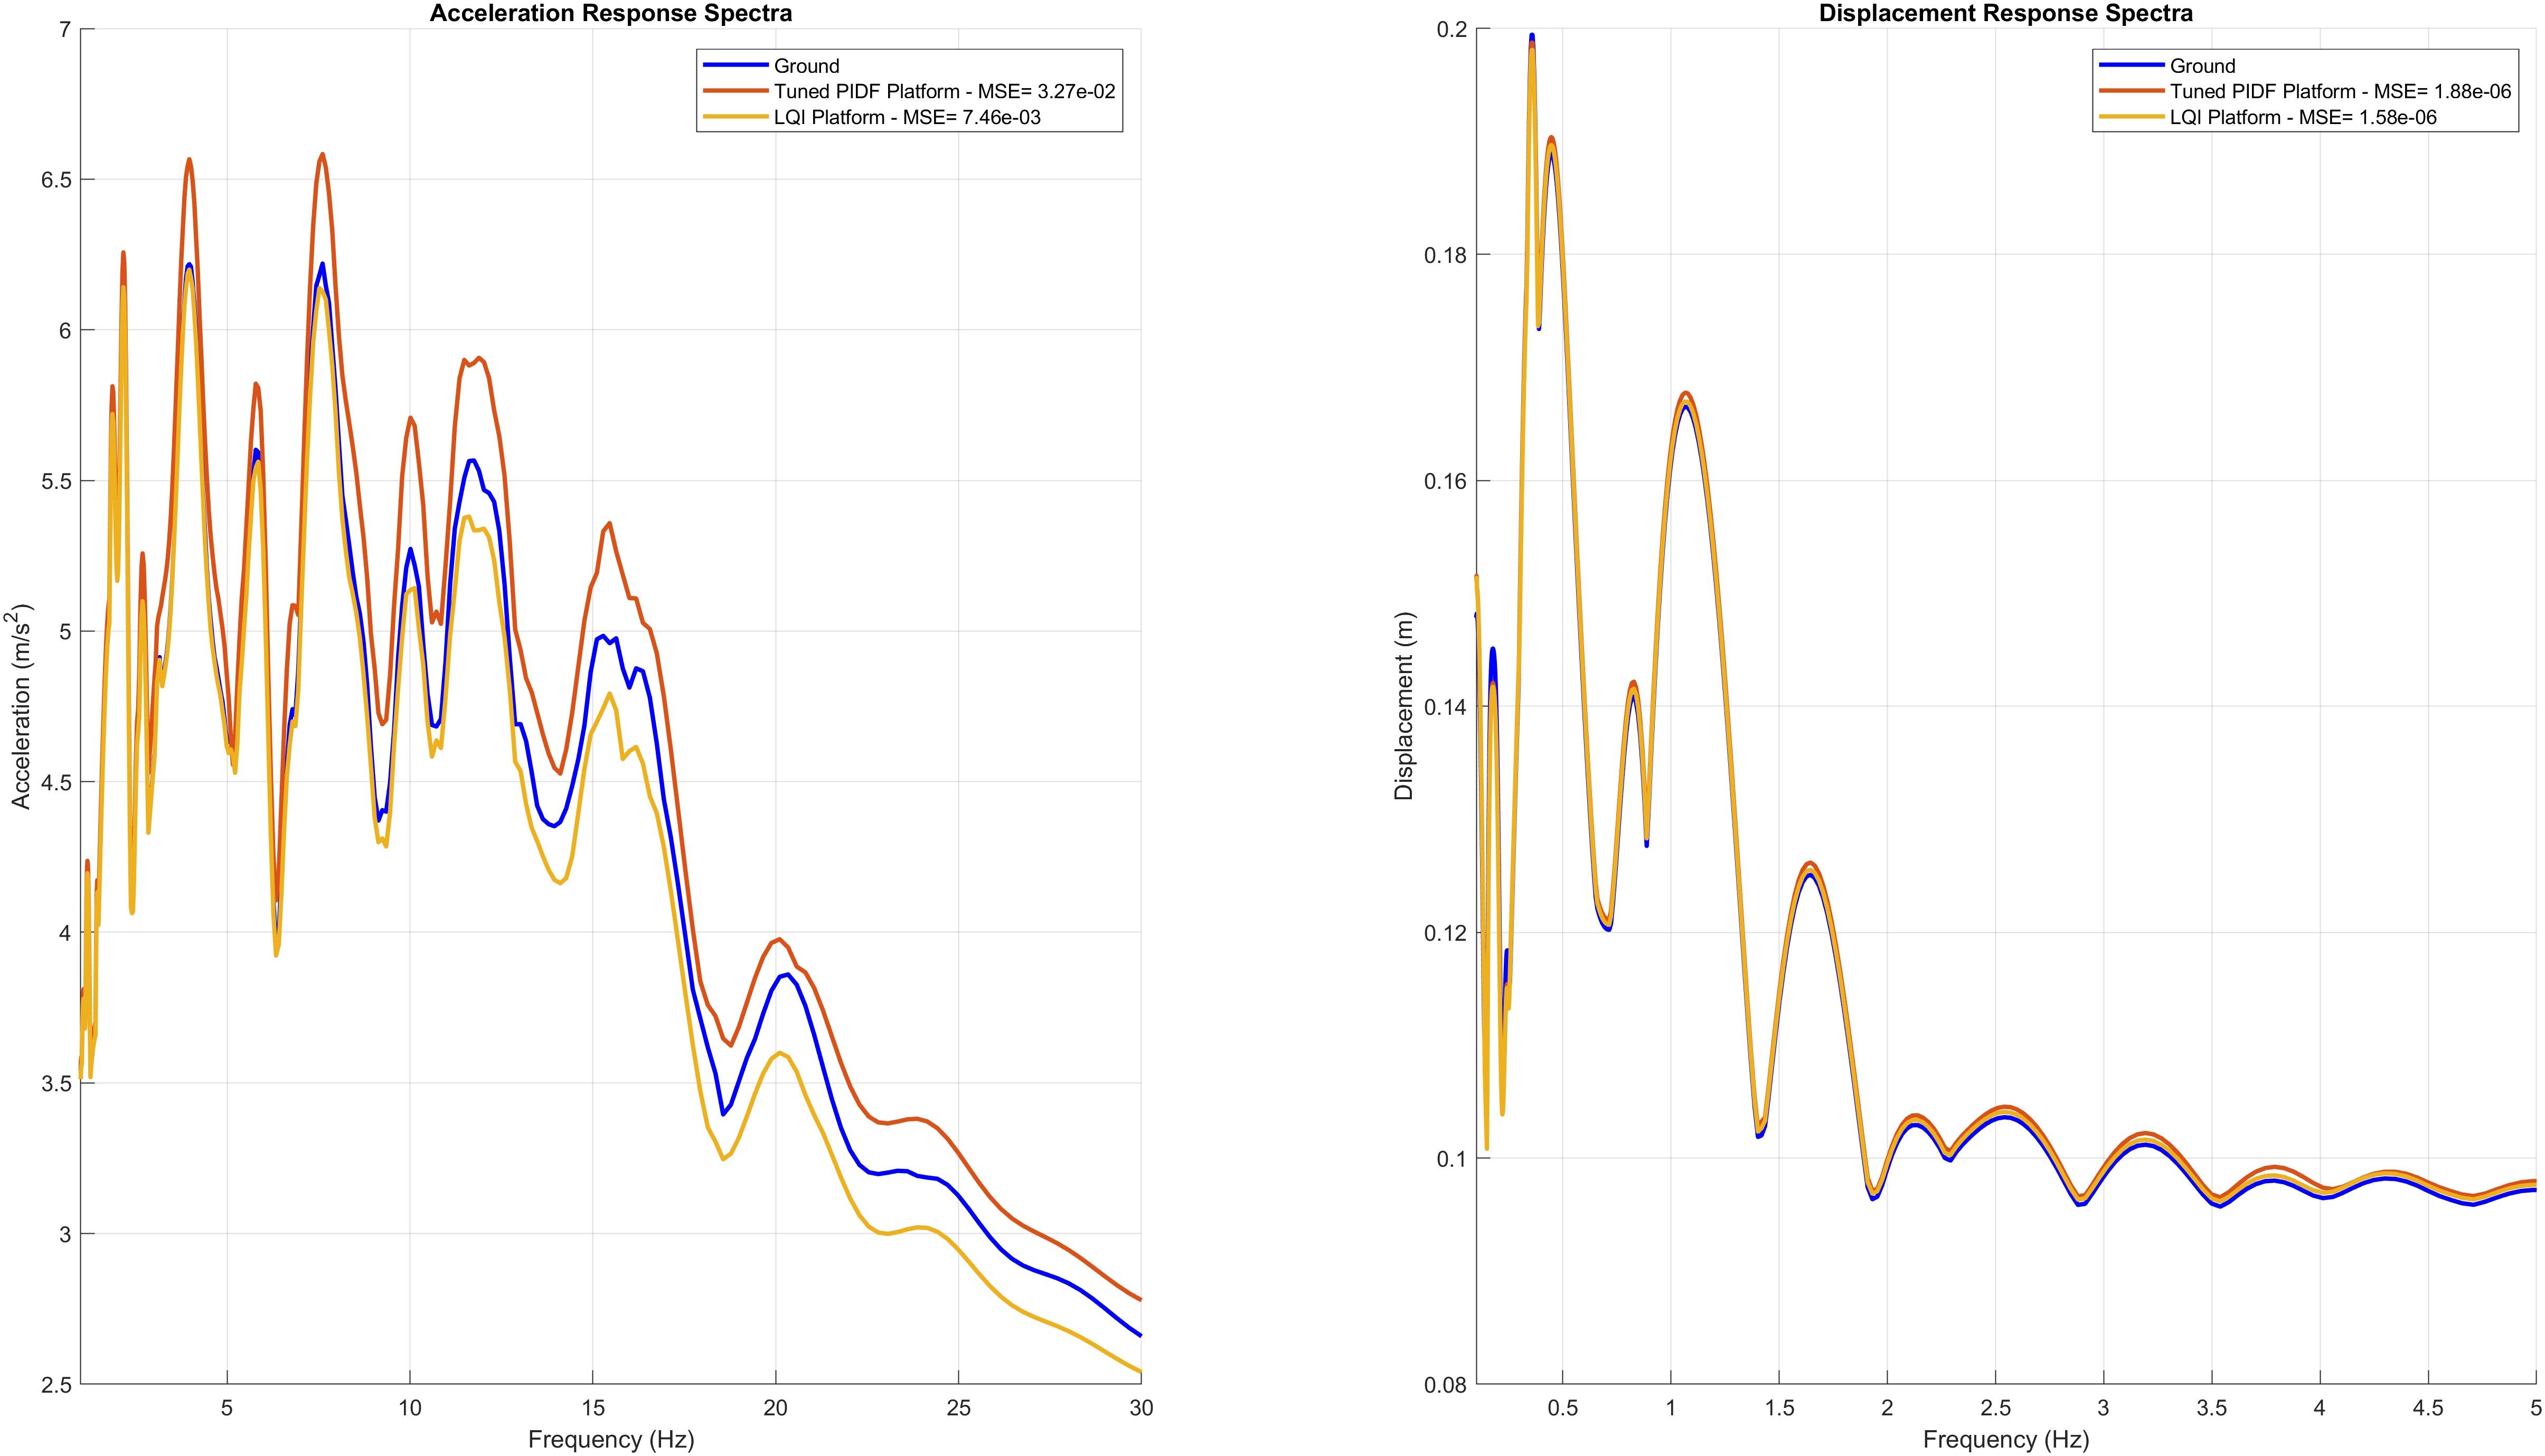 Acceleration Response Spectra
Ground
Tuned PIDF Platform - MSE= 3.27e-02
LQI Platform - MSE= 7.46e-03
7
6.5
6
5.5
5
4.5
4
3.5
3
2.5
Acceleration (m/s²)
5 10 15 20 25 30
Frequency (Hz)
Displacement Response Spectra
Ground
Tuned PIDF Platform - MSE= 1.88e-06
LQI Platform - MSE= 1.58e-06
0.2
0.18
0.16
0.14
0.12
0.1
0.08
Displacement (m)
0.5 1 1.5 2 2.5 3 3.5 4 4.5 5
Frequency (Hz)